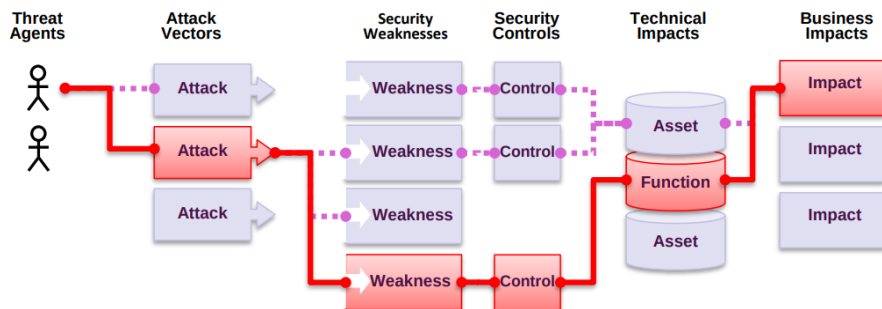 Threat Agents
Attack Vectors
Security Weaknesses
Security Controls
Technical Impacts
Business Impacts
Attack
Weakness
Control
Impact
Asset
Attack
Weakness
Control
Impact
Function
Attack
Weakness
Impact
Asset
Weakness
Control